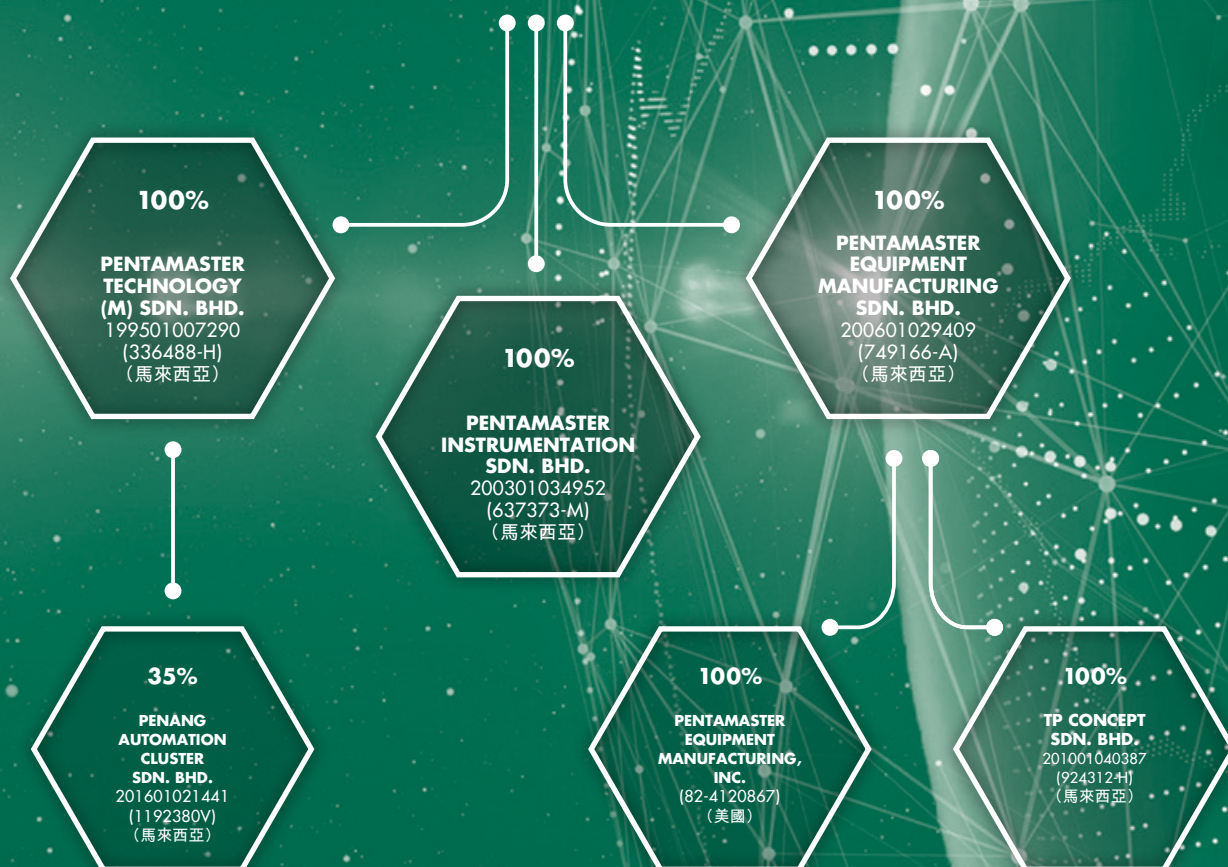 100%
PENTAMASTER
TECHNOLOGY
(M) SDN. BHD.
199501007290
(336488-H)
（馬來西亞）
100%
PENTAMASTER
INSTRUMENTATION
SDN. BHD.
200301034952
(637373-M)
（馬來西亞）
100%
PENTAMASTER
EQUIPMENT
MANUFACTURING
SDN. BHD.
200601029409
(749166-A)
（馬來西亞）
35%
PENANG
AUTOMATION
CLUSTER
SDN. BHD.
201601021441
(1192380V)
（馬來西亞）
100%
PENTAMASTER
EQUIPMENT
MANUFACTURING,
INC.
(82-4120867)
（美國）
100%
TP CONCEPT
SDN. BHD.
201001040387
(924312-H)
（馬來西亞）